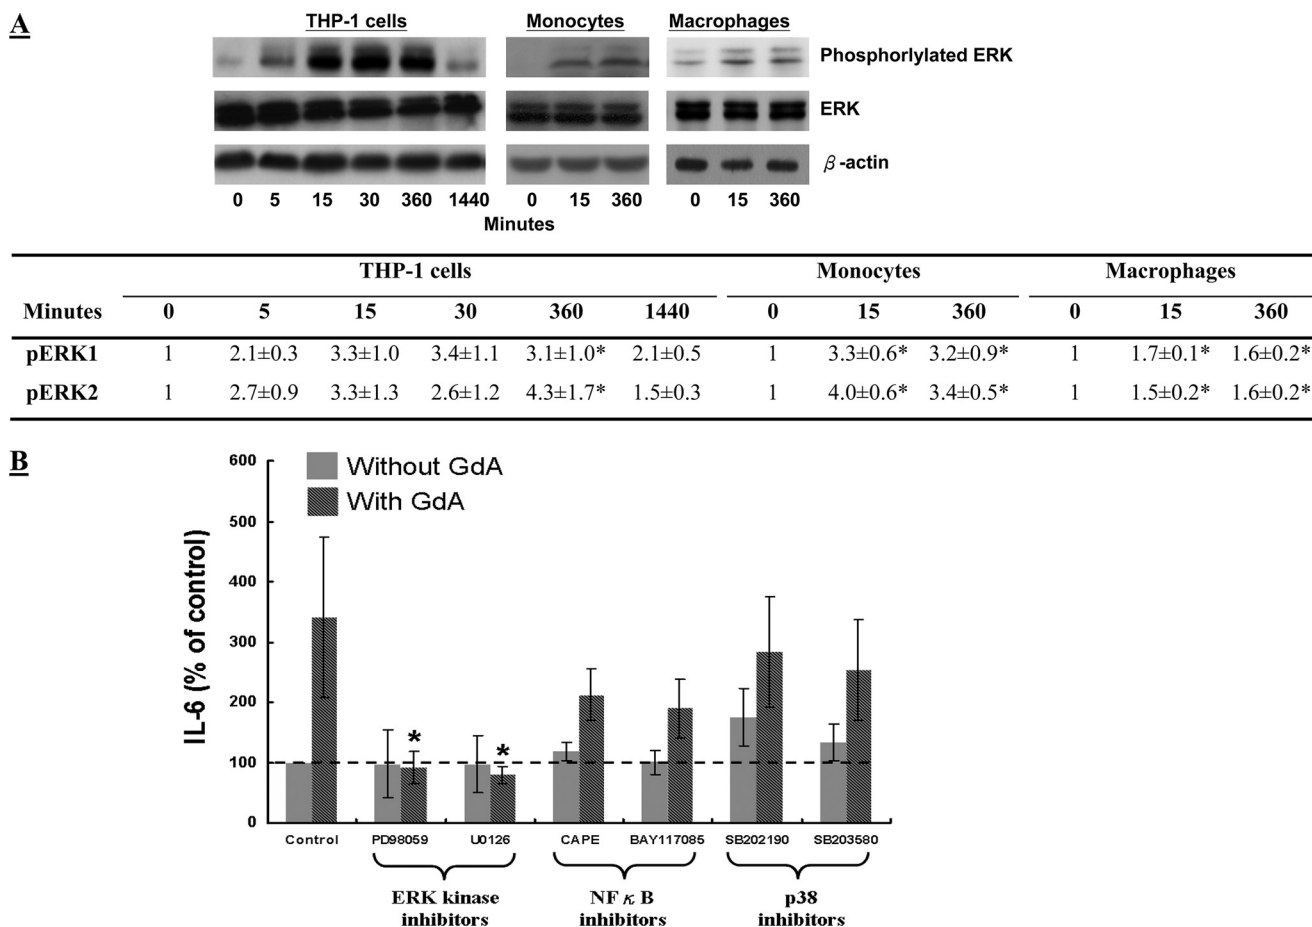 A
THP-1 cells Monocytes Macrophages
Phosphorlylated ERK
ERK
β-actin
0 5 15 30 360 1440 0 15 360 0 15 360
Minutes
THP-1 cells Monocytes Macrophages
Minutes 0 5 15 30 360 1440 0 15 360 0 15 360
pERK1 1 2.1±0.3 3.3±1.0 3.4±1.1 3.1±1.0* 2.1±0.5 1 3.3±0.6* 3.2±0.9* 1 1.7±0.1* 1.6±0.2*
pERK2 1 2.7±0.9 3.3±1.3 2.6±1.2 4.3±1.7* 1.5±0.3 1 4.0±0.6* 3.4±0.5* 1 1.5±0.2* 1.6±0.2*
B
Without GdA
With GdA
IL-6 (% of control)
600
500
400
300
200
100
0
* *
Control PD98059 U0126 CAPE BAY117085 SB202190 SB203580
ERK kinase inhibitors
NFκB inhibitors
p38 inhibitors